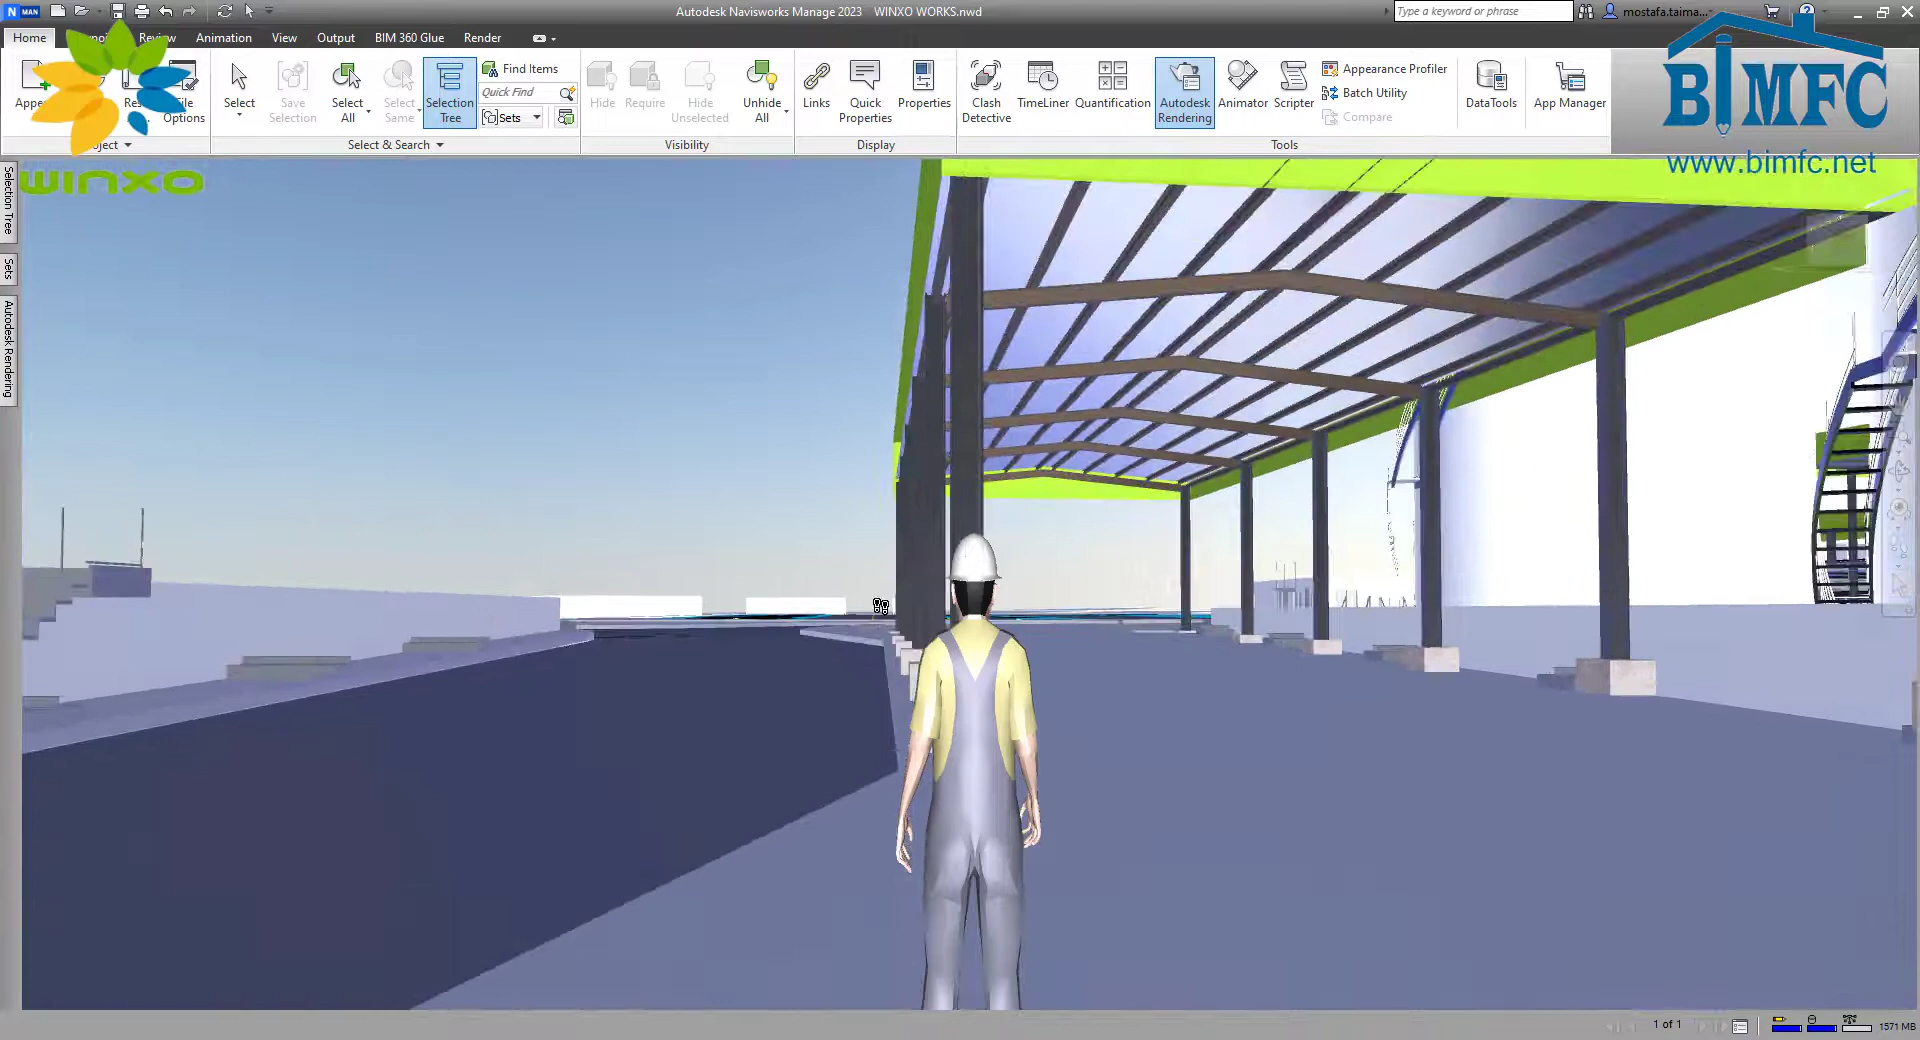 N MAN
Autodesk Navisworks Manage 2023 WINXO WORKS.nwd
Type a keyword or phrase
mostafa.taima...
Home
Review
Animation
View
Output
BIM 360 Glue
Render
Select
Save Selection
Select All
Select Same
Selection Tree
Find Items
Quick Find
Sets
Select & Search
Hide
Require
Hide Unselected
Unhide All
Visibility
Links
Quick Properties
Properties
Display
Clash Detective
TimeLiner
Quantification
Autodesk Rendering
Animator
Scripter
Appearance Profiler
Batch Utility
Compare
Tools
DataTools
App Manager
Options
BIMFC
www.bimfc.net
WINXO
Selection Tree
Sets
Autodesk Rendering
1 of 1
1571 MB